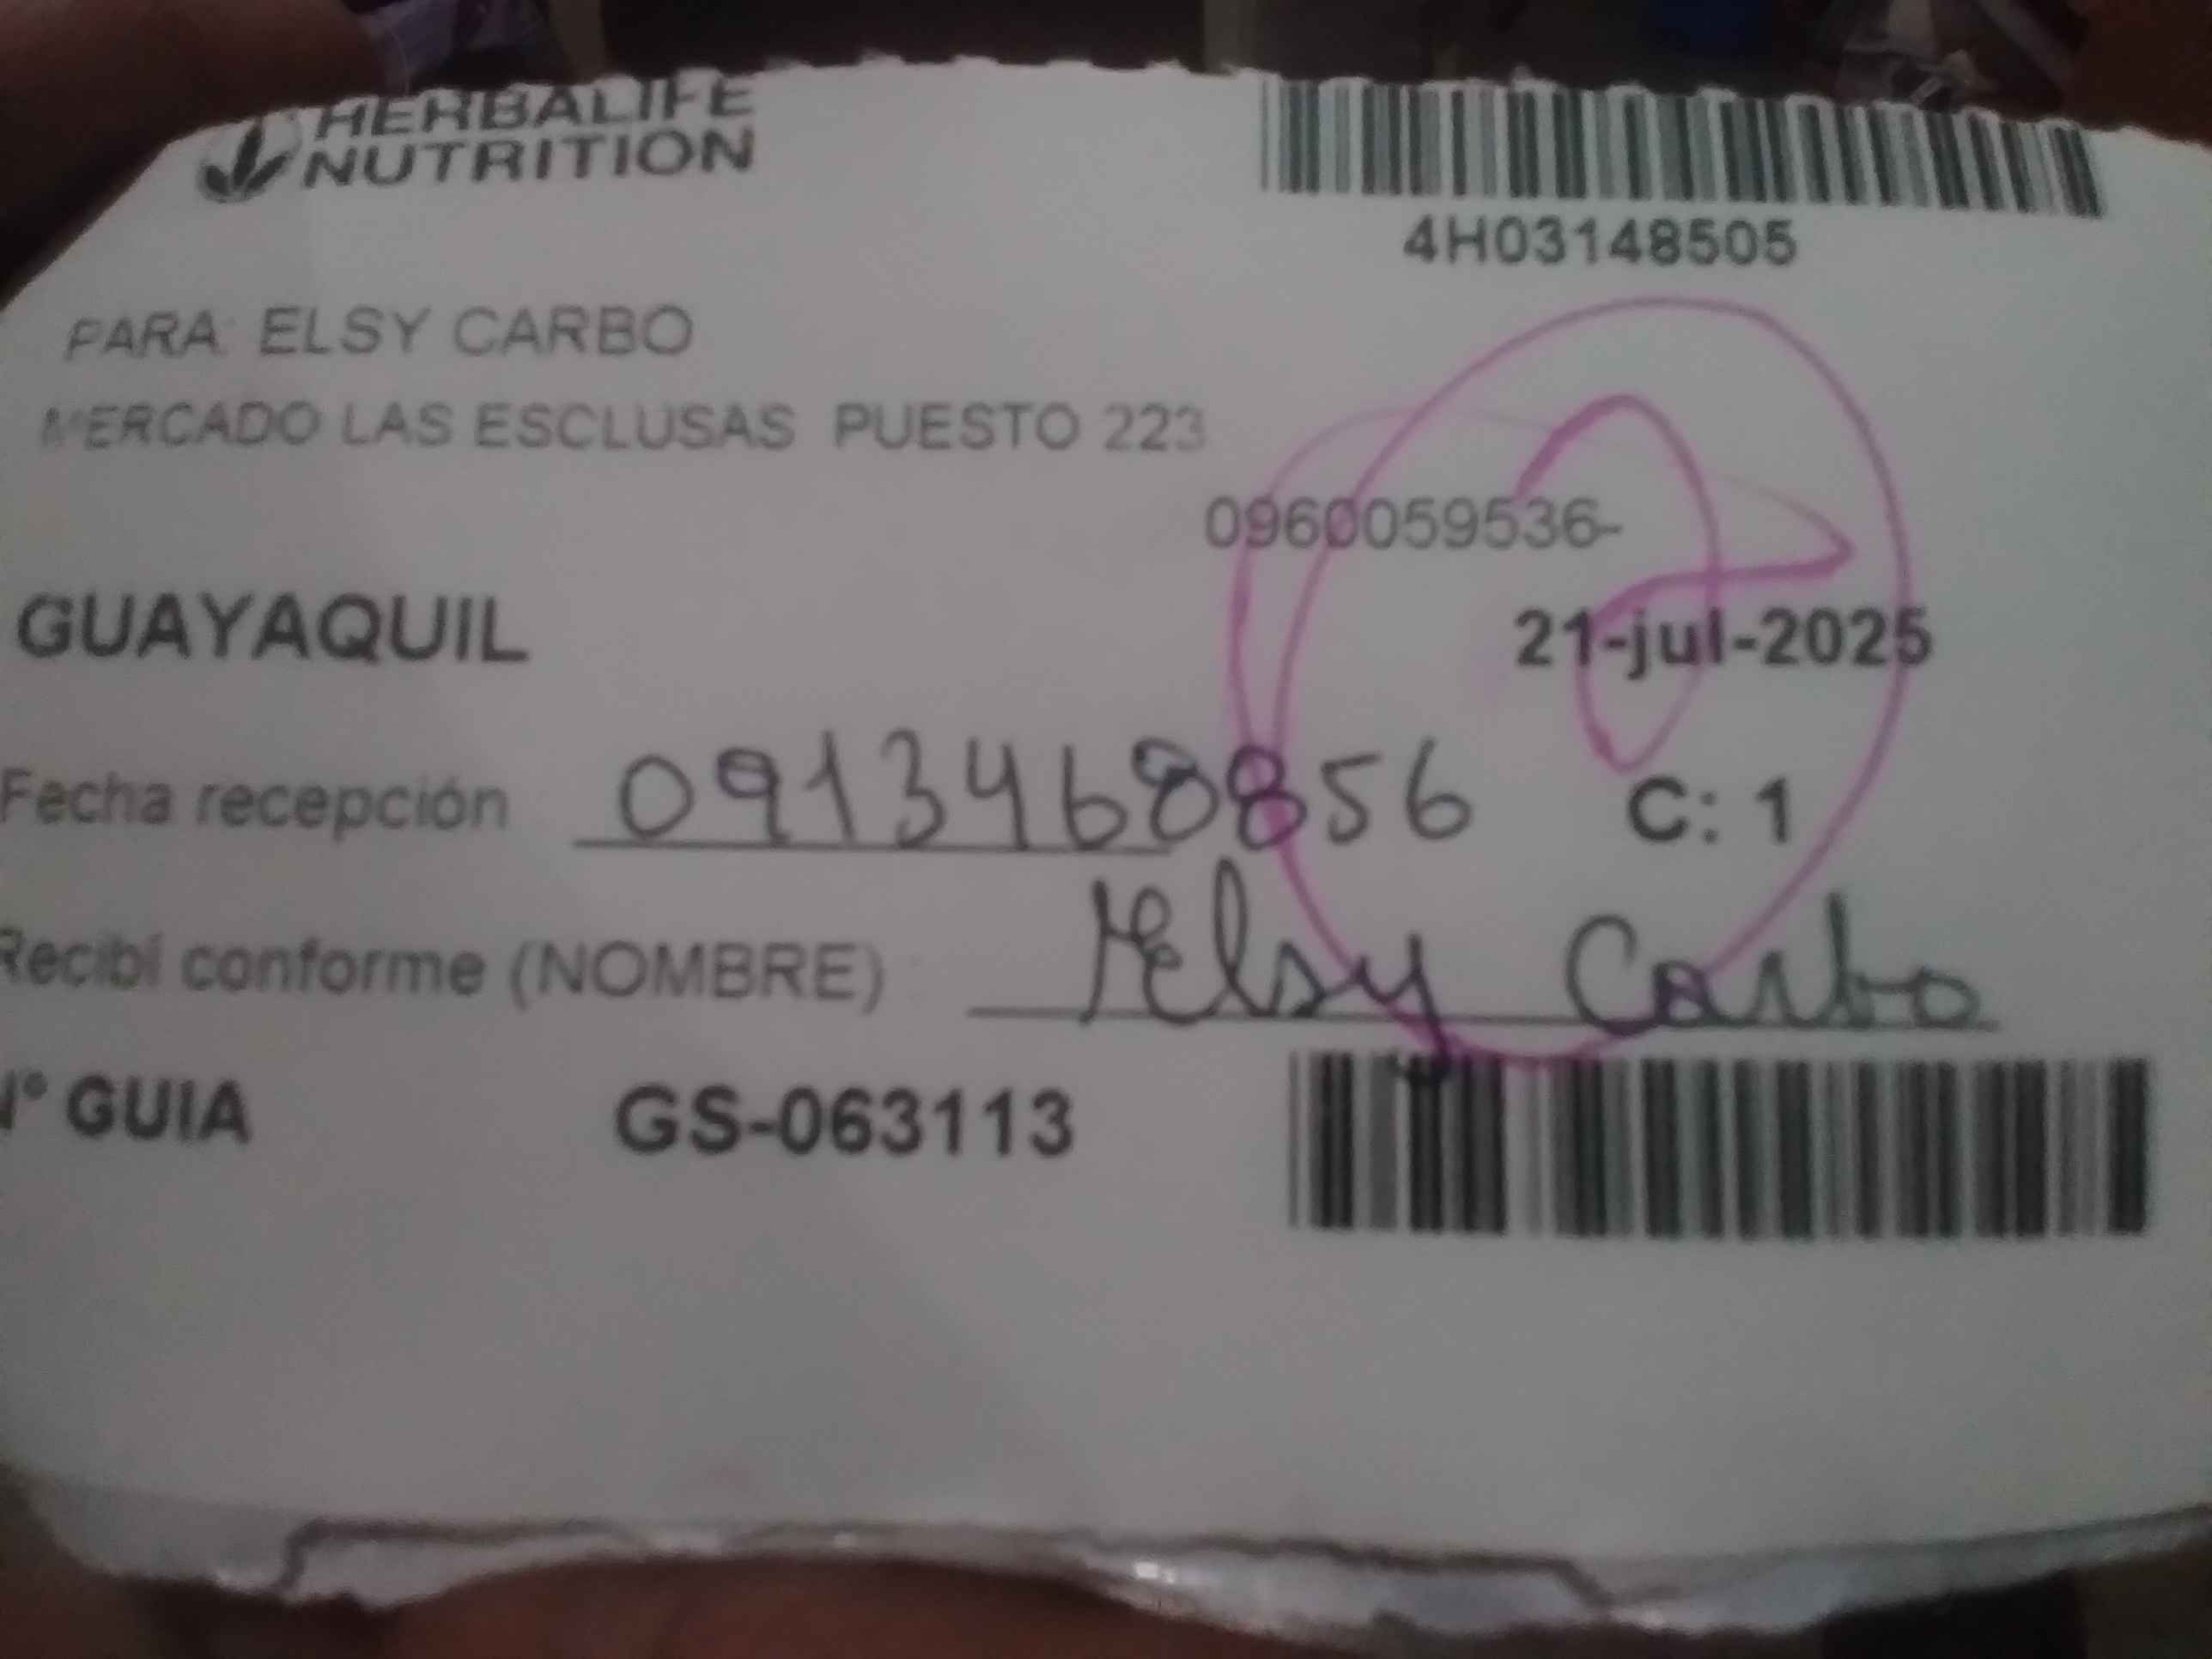 HERBALIFE
NUTRITION
4H03148505
PARA: ELSY CARBO
MERCADO LAS ESCLUSAS PUESTO 223
0960059536-
GUAYAQUIL
21-jul-2025
Fecha recepción 0913468856
C: 1
Recibí conforme (NOMBRE) Elsy Carbo
N° GUIA GS-063113